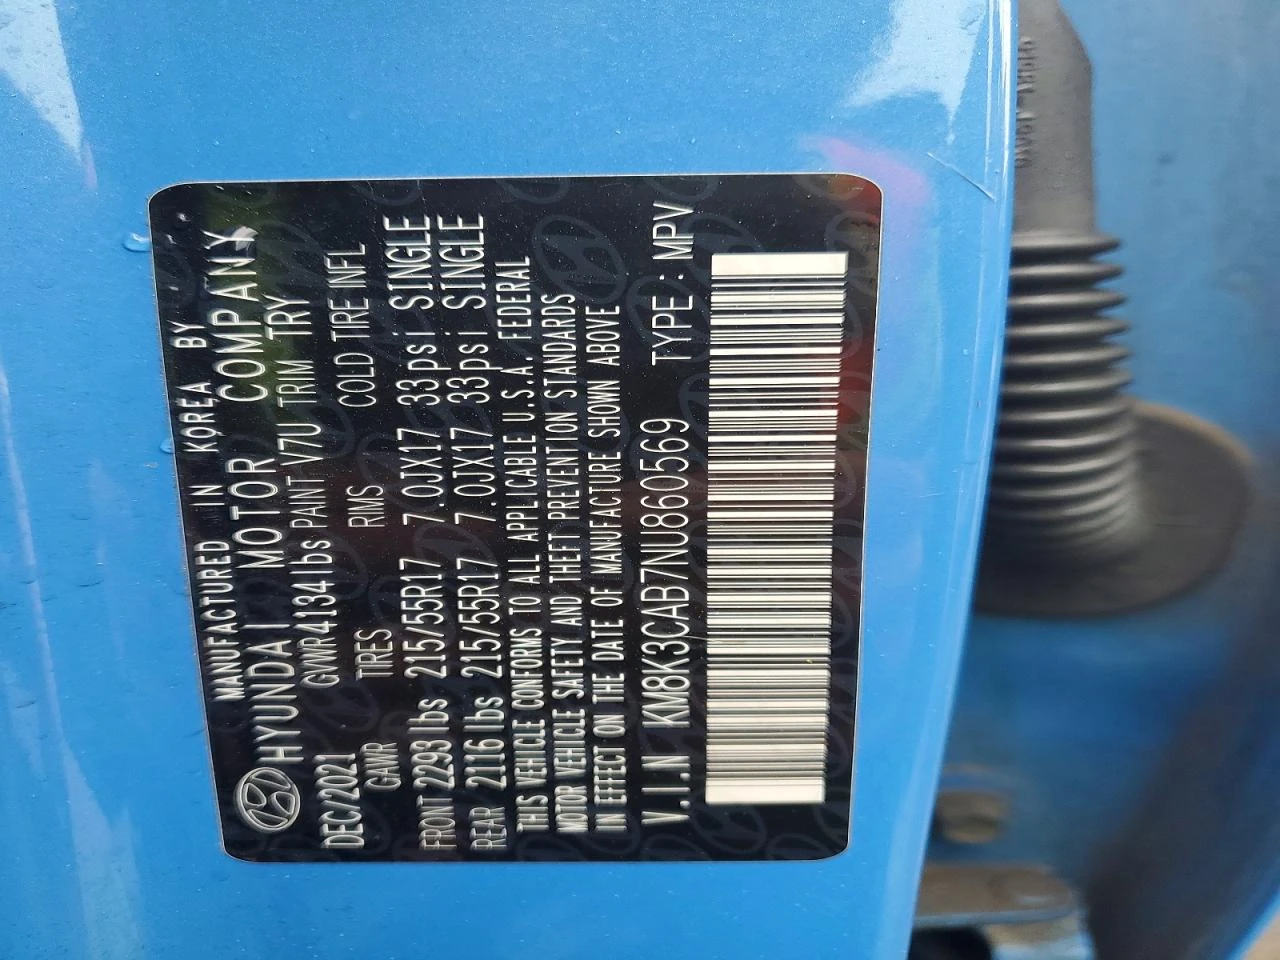 MANUFACTURED IN KOREA BY
HYUNDAI MOTOR COMPANY
DEC/2021 GVWR 4134lbs PAINT V7U TRIM TRY
GAWR TIRES RIMS COLD TIRE INFL
FRONT 2293 lbs 215/55R17 7.0JX17 33psi SINGLE
REAR 2116 lbs 215/55R17 7.0JX17 33psi SINGLE
THIS VEHICLE CONFORMS TO ALL APPLICABLE U.S.A. FEDERAL
MOTOR VEHICLE SAFETY AND THEFT PREVENTION STANDARDS
IN EFFECT ON THE DATE OF MANUFACTURE SHOWN ABOVE
V.I.N KM8K3CAB7NU860569 TYPE : MPV